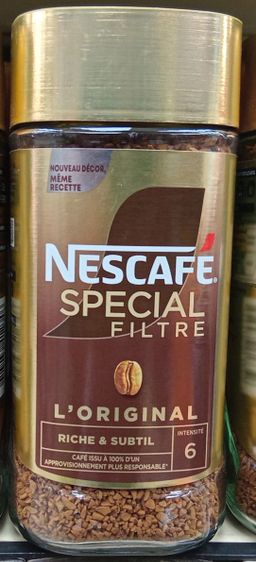 NOUVEAU DÉCOR,
MÊME
RECETTE
NESCAFÉ®
SPECIAL
FILTRE
L'ORIGINAL
RICHE & SUBTIL
INTENSITÉ
6
CAFÉ ISSU À 100% D'UN
APPROVISIONNEMENT PLUS RESPONSABLE*